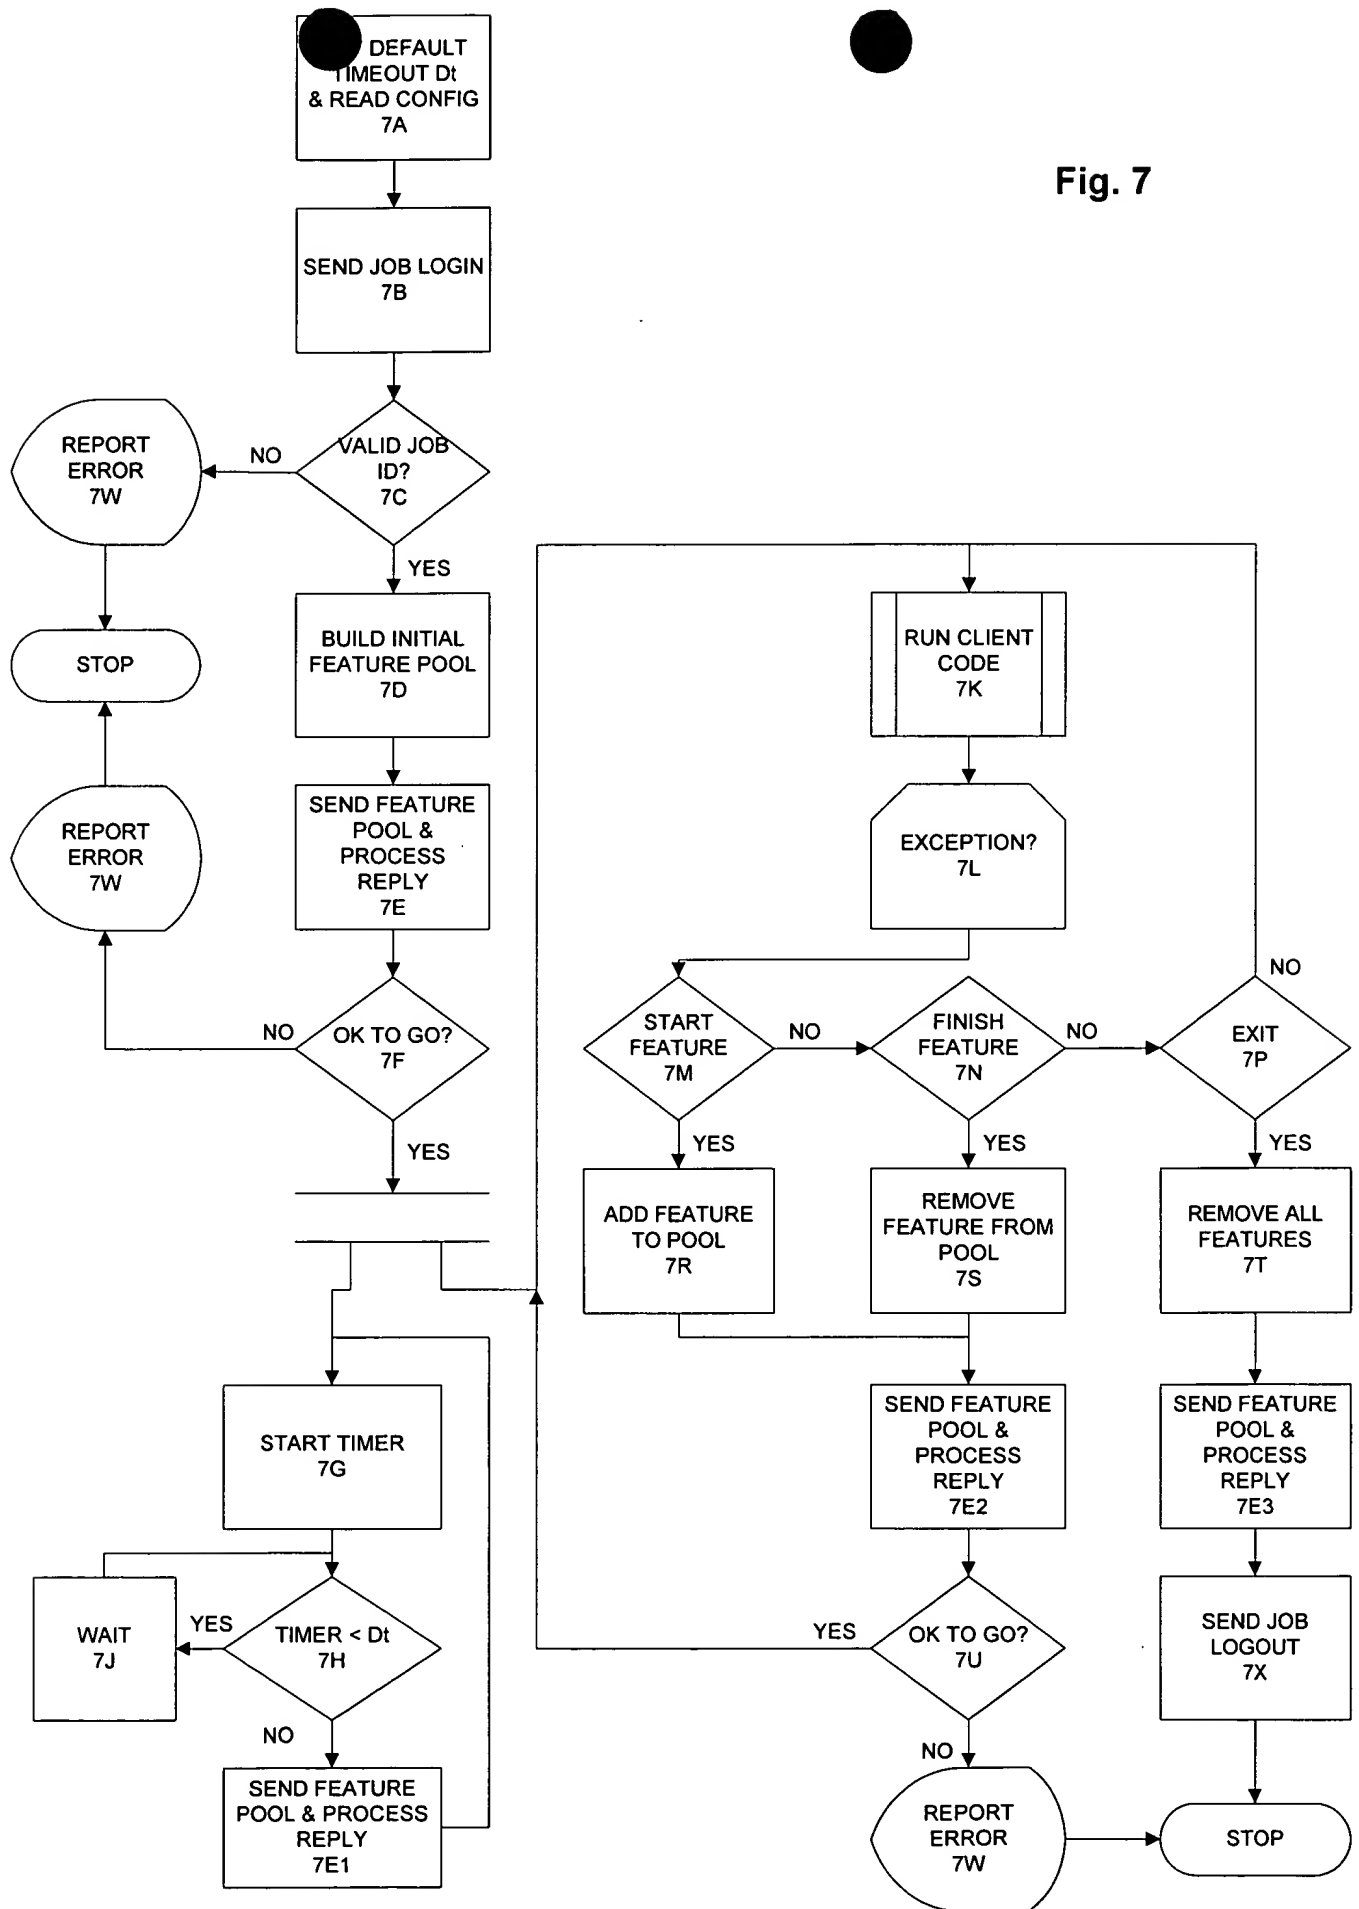 DEFAULT
TIMEOUT Dt
& READ CONFIG
7A
Fig. 7
SEND JOB LOGIN
7B
VALID JOB
ID?
7C
NO
REPORT
ERROR
7W
YES
STOP
BUILD INITIAL
FEATURE POOL
7D
RUN CLIENT
CODE
7K
SEND FEATURE
POOL &
PROCESS
REPLY
7E
REPORT
ERROR
7W
EXCEPTION?
7L
NO
OK TO GO?
7F
YES
START
FEATURE
7M
NO
FINISH
FEATURE
7N
NO
EXIT
7P
NO
YES
YES
YES
ADD FEATURE
TO POOL
7R
REMOVE
FEATURE FROM
POOL
7S
REMOVE ALL
FEATURES
7T
START TIMER
7G
SEND FEATURE
POOL &
PROCESS
REPLY
7E2
SEND FEATURE
POOL &
PROCESS
REPLY
7E3
WAIT
7J
YES
TIMER < Dt
7H
NO
YES
OK TO GO?
7U
NO
SEND JOB
LOGOUT
7X
SEND FEATURE
POOL & PROCESS
REPLY
7E1
REPORT
ERROR
7W
STOP